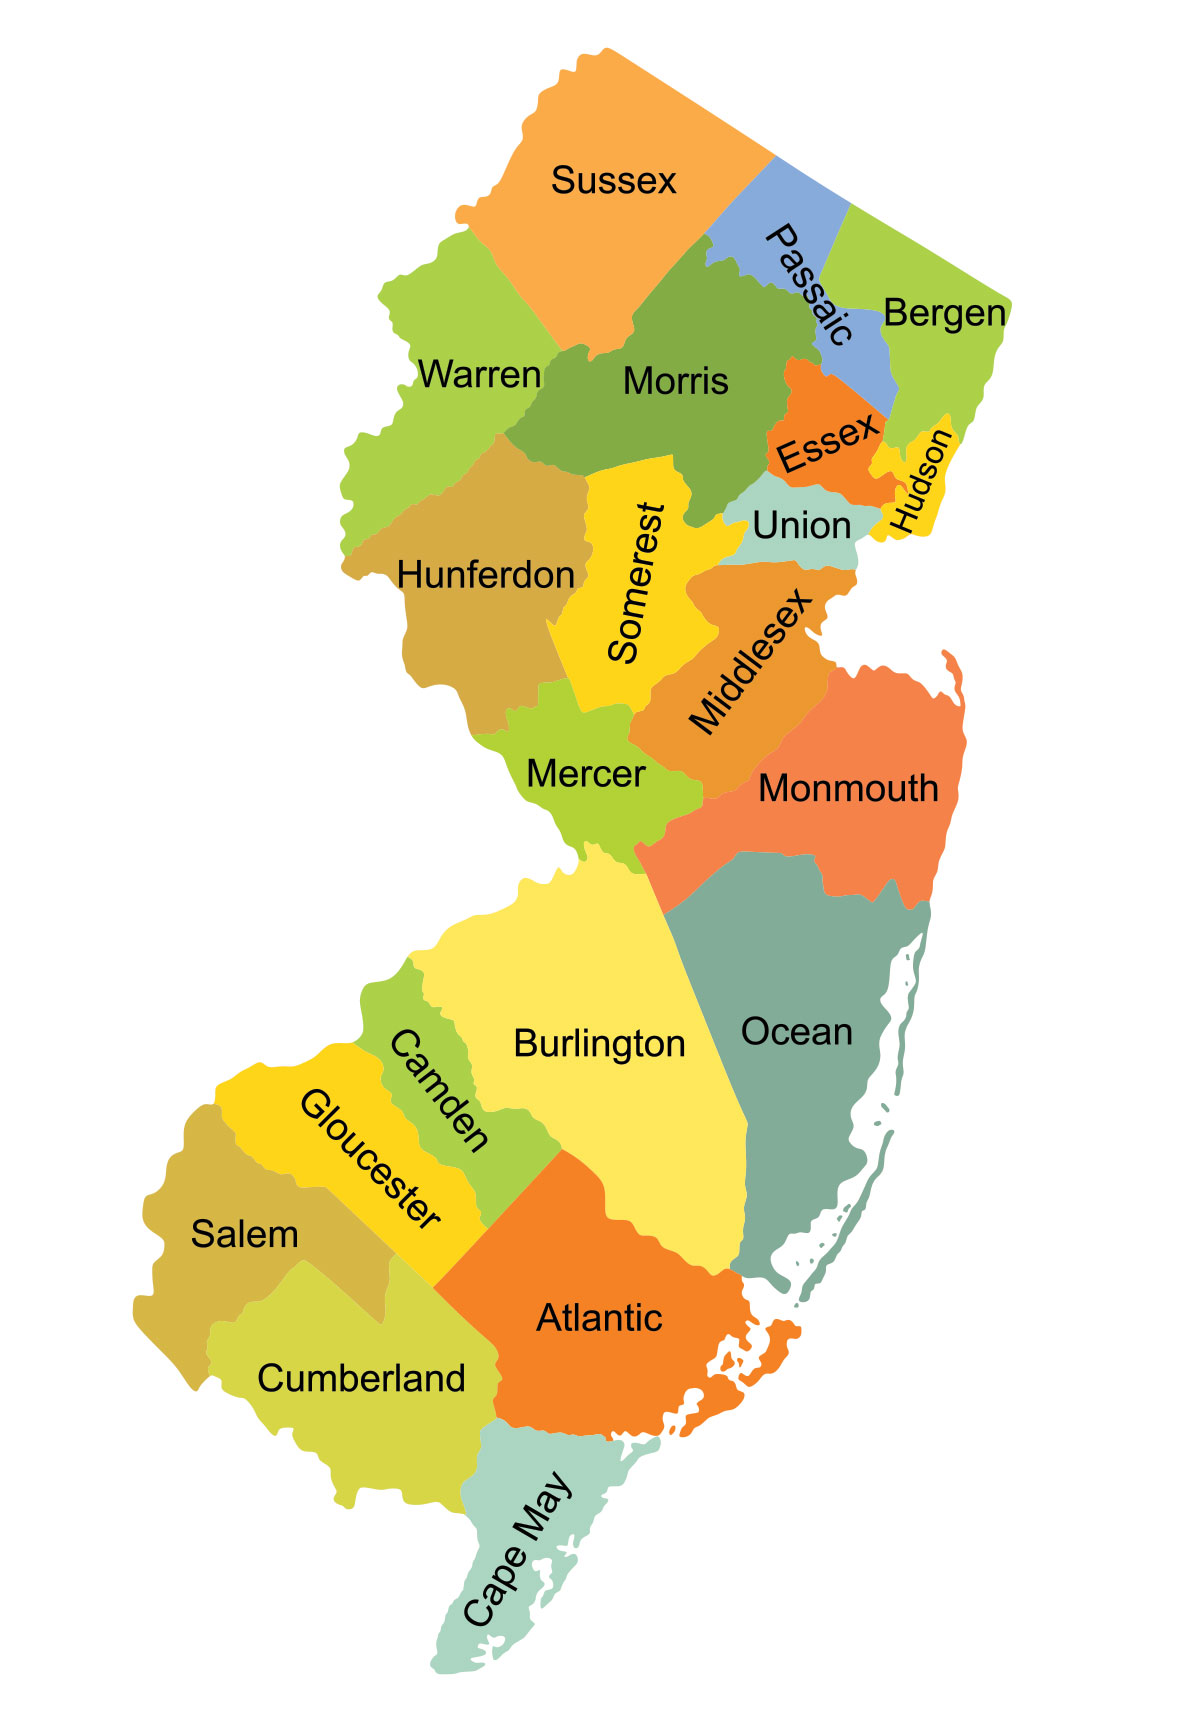 Sussex
Passaic
Bergen
Warren
Morris
Essex
Hudson
Union
Somerest
Hunferdon
Middlesex
Mercer
Monmouth
Ocean
Burlington
Camden
Gloucester
Salem
Atlantic
Cumberland
Cape May